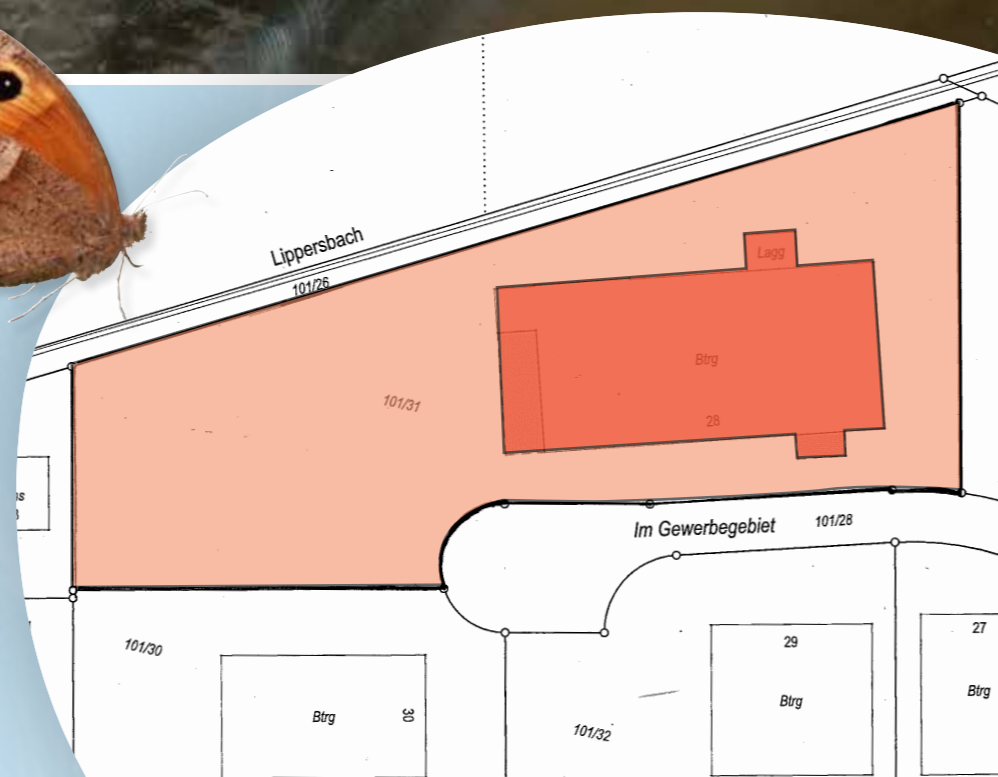 Lippersbach
101/26
Lagg
Btrg
101/31
28
Im Gewerbegebiet
101/28
101/30
29
27
Btrg
Btrg
Btrg
30
101/32